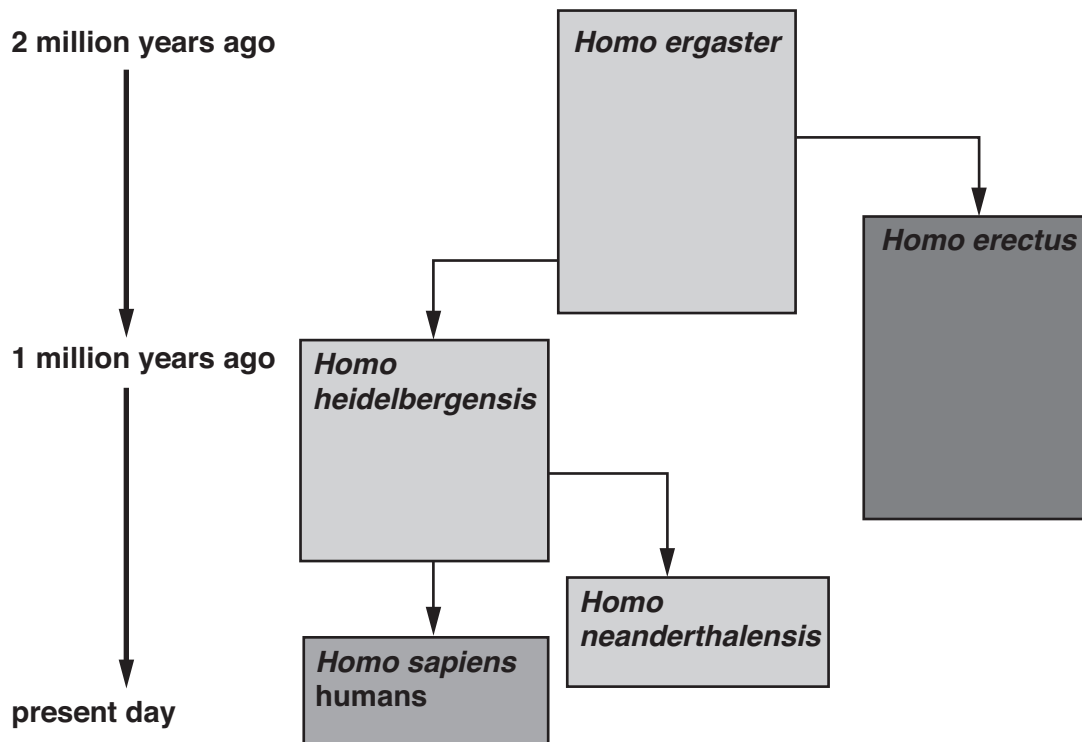 2 million years ago
Homo ergaster
Homo erectus
1 million years ago
Homo
heidelbergensis
Homo
neanderthalensis
Homo sapiens
humans
present day